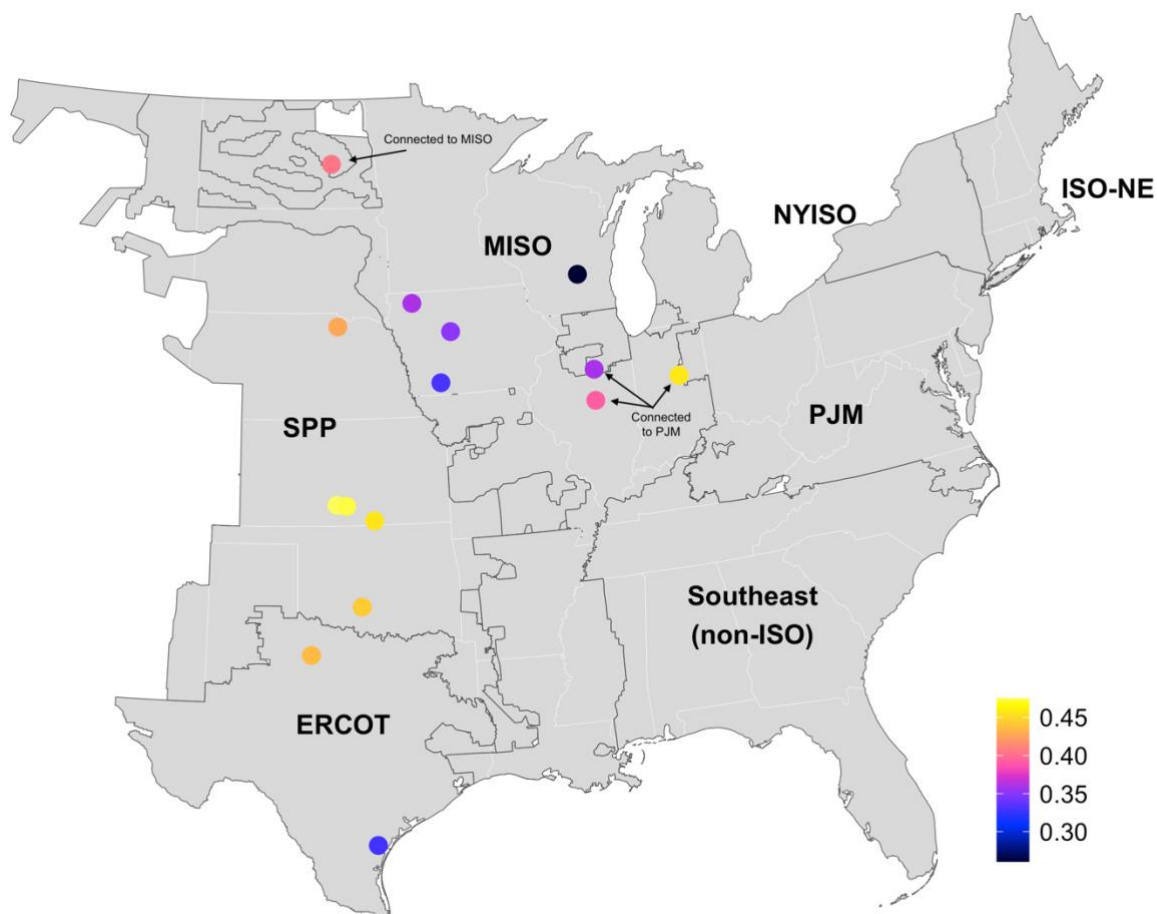 Connected to MISO
ISO-NE
NYISO
MISO
SPP
PJM
Connected
to PJM
Southeast
(non-ISO)
ERCOT
0.45
0.40
0.35
0.30